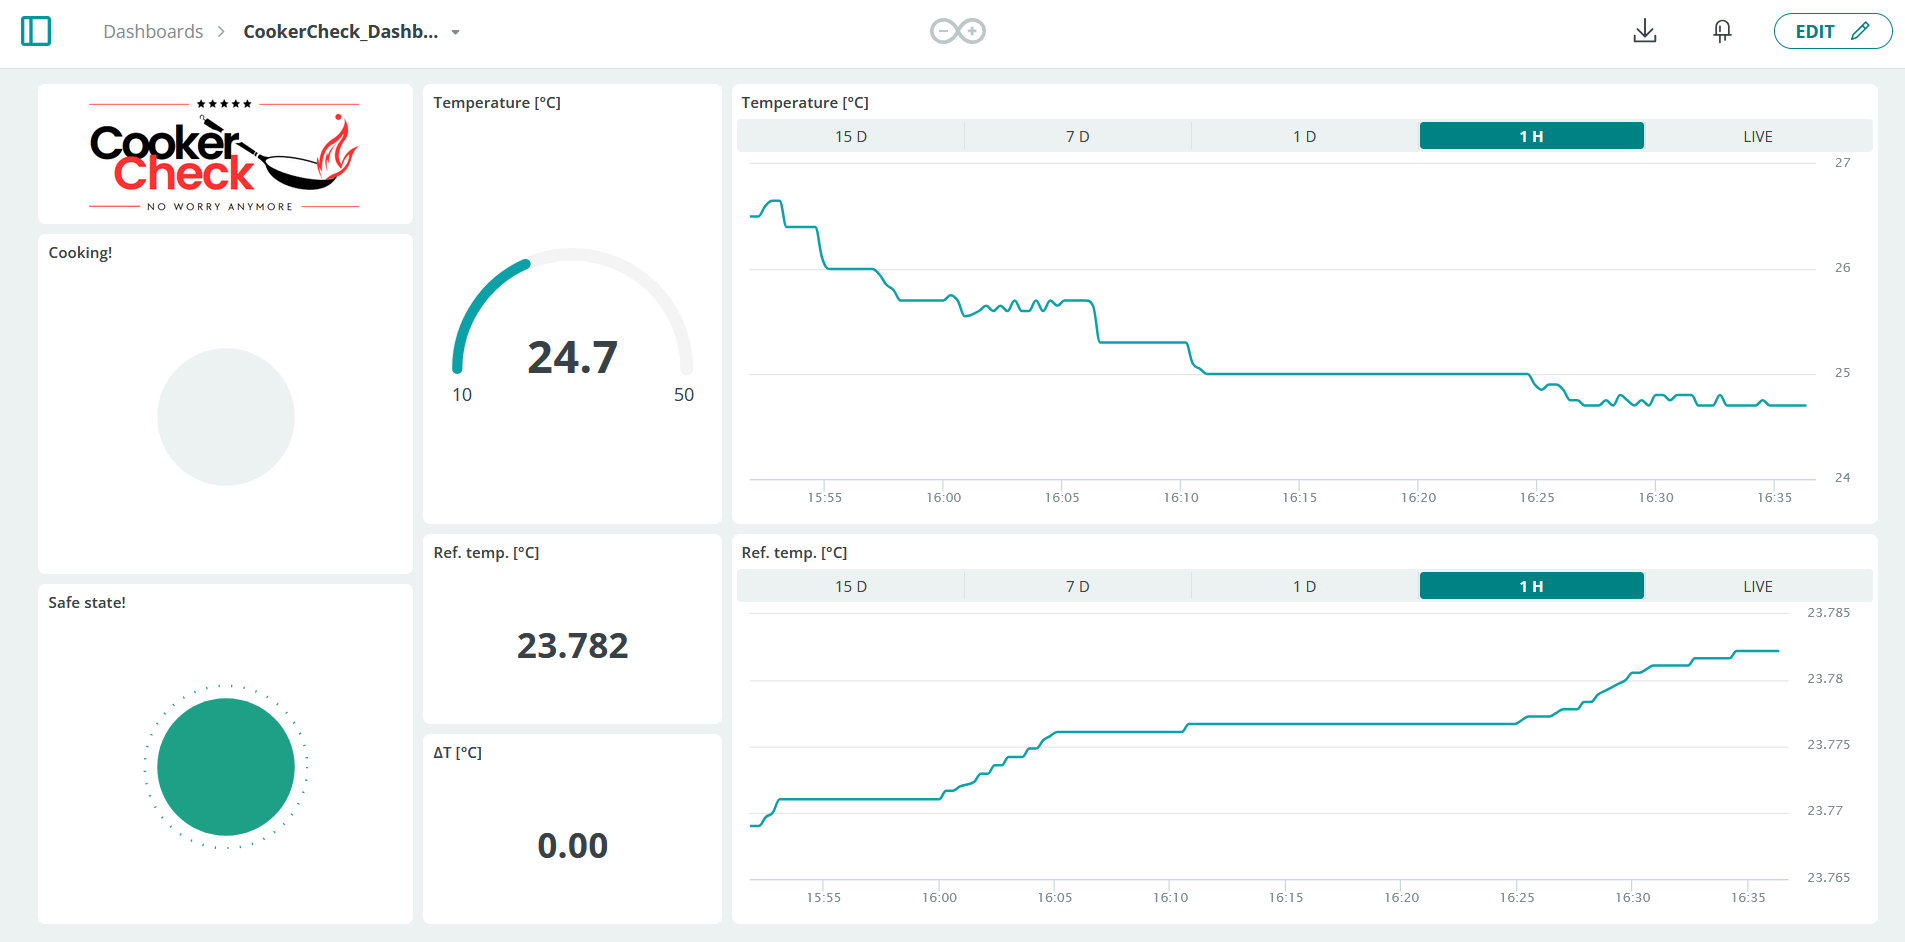 Dashboards > CookerCheck_Dashb...
EDIT
Cooker
Check
NO WORRY ANYMORE
Cooking!
Safe state!
Temperature [°C]
24.7
10 50
Ref. temp. [°C]
23.782
ΔT [°C]
0.00
Temperature [°C]
15 D 7 D 1 D 1 H LIVE
27
26
25
24
15:55 16:00 16:05 16:10 16:15 16:20 16:25 16:30 16:35
Ref. temp. [°C]
15 D 7 D 1 D 1 H LIVE
23.785
23.78
23.775
23.77
23.765
15:55 16:00 16:05 16:10 16:15 16:20 16:25 16:30 16:35